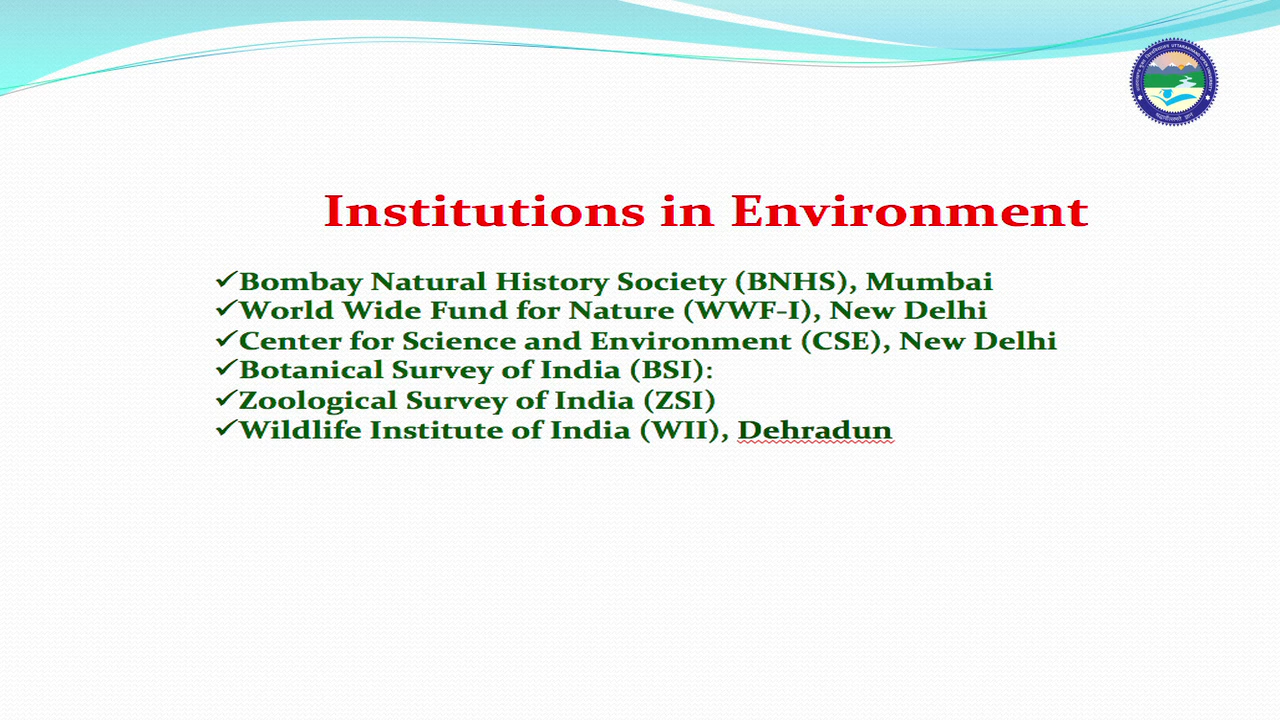 Institutions in Environment
✓Bombay Natural History Society (BNHS), Mumbai
✓World Wide Fund for Nature (WWF-I), New Delhi
✓Center for Science and Environment (CSE), New Delhi
✓Botanical Survey of India (BSI):
✓Zoological Survey of India (ZSI)
✓Wildlife Institute of India (WII), Dehradun